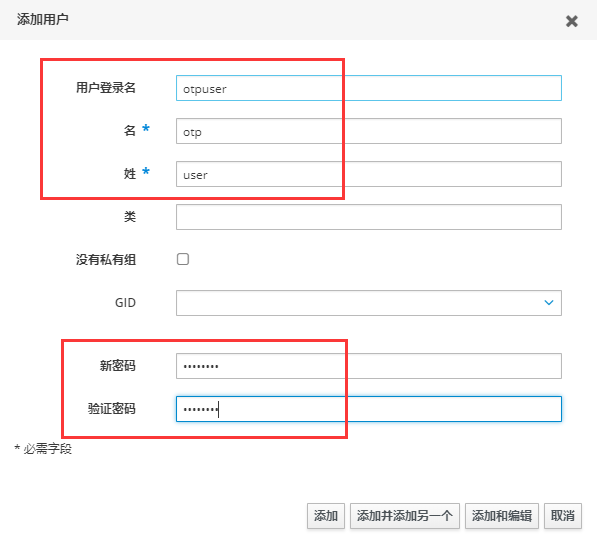 添加用户
用户登录名 otpuser
名 * otp
姓 * user
类
没有私有组
GID
新密码 ••••••••
验证密码 ••••••••
* 必需字段
添加 添加并添加另一个 添加和编辑 取消